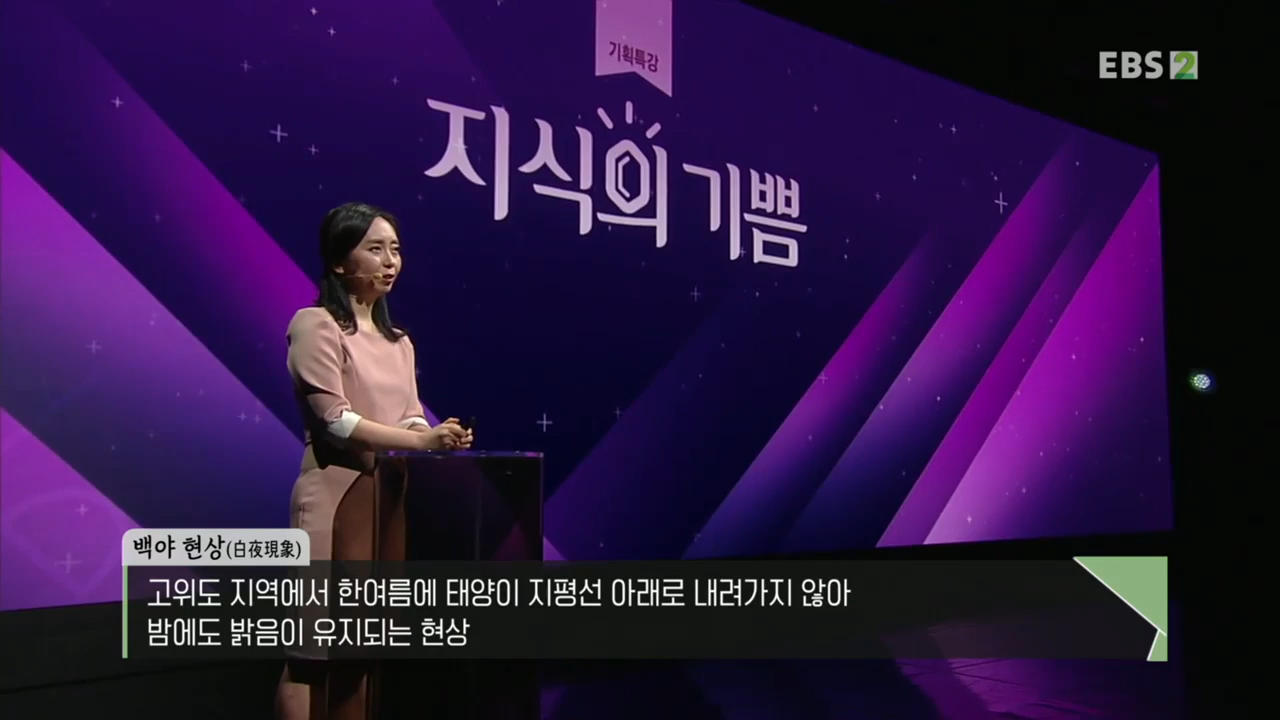 기획특강
EBS2
지식의 기쁨
백야 현상(白夜現象)
고위도 지역에서 한여름에 태양이 지평선 아래로 내려가지 않아
밤에도 밝음이 유지되는 현상